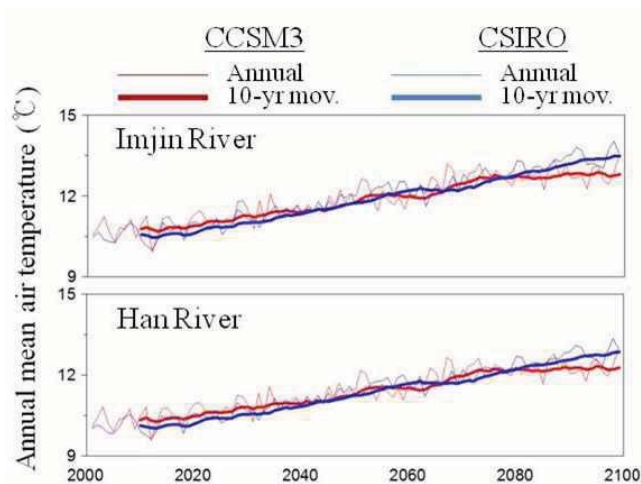 CCSM3 CSIRO
Annual Annual
10-yr mov. 10-yr mov.
Annual mean air temperature (℃)
15
Imjin River
12
9
15
Han River
12
9
2000 2020 2040 2060 2080 2100